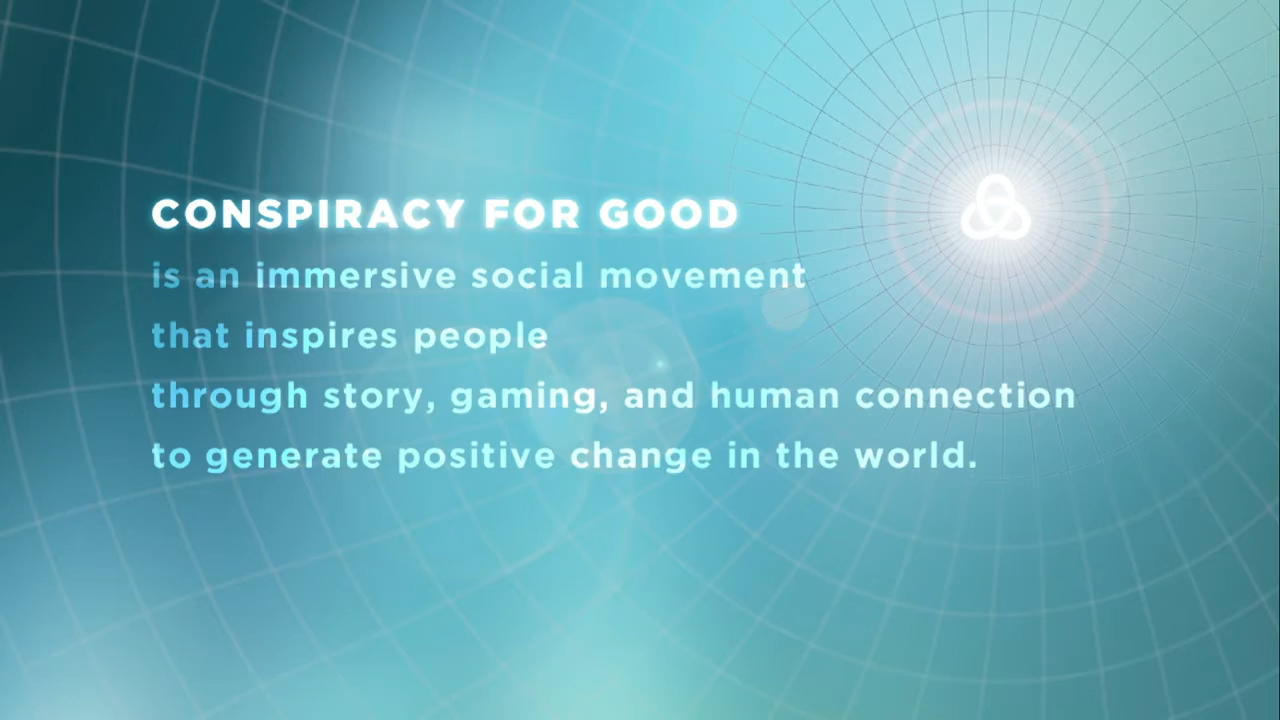 CONSPIRACY FOR GOOD
is an immersive social movement
that inspires people
through story, gaming, and human connection
to generate positive change in the world.